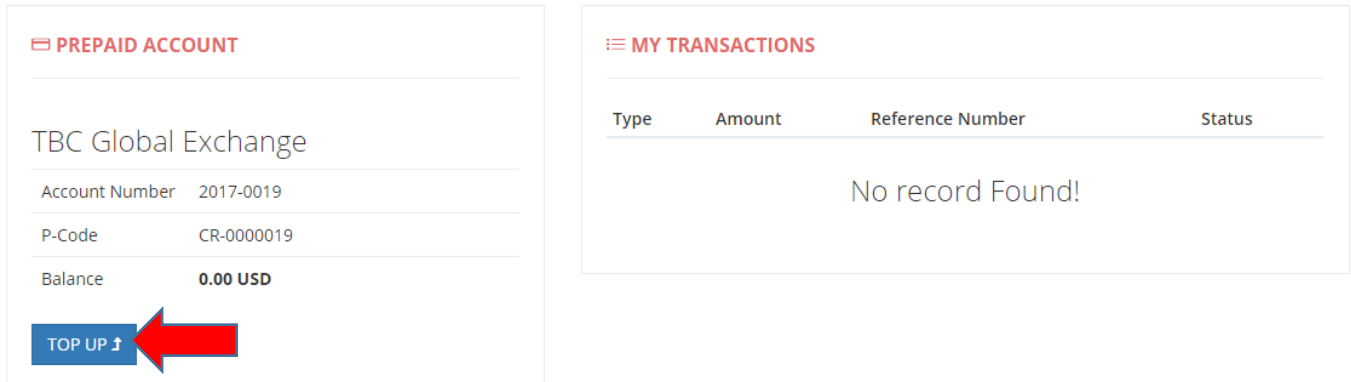 PREPAID ACCOUNT
TBC Global Exchange
Account Number 2017-0019
P-Code CR-0000019
Balance 0.00 USD
TOP UP
MY TRANSACTIONS
Type Amount Reference Number Status
No record Found!